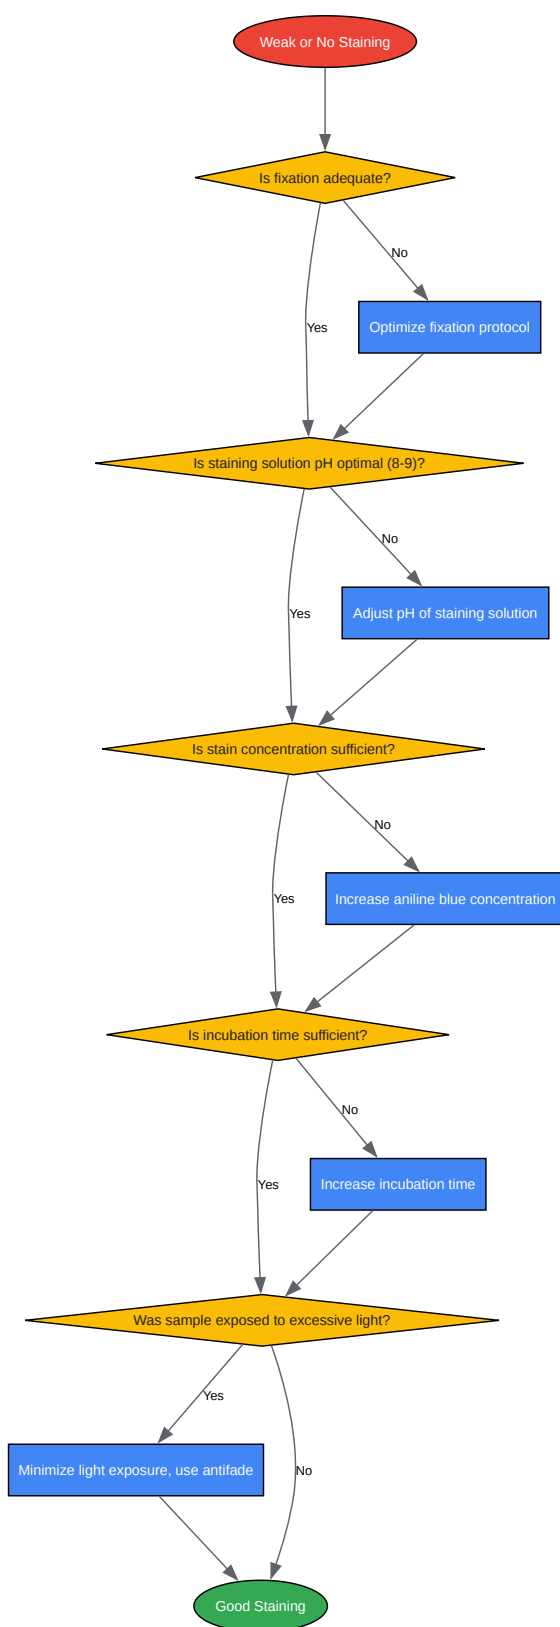 Weak or No Staining
Is fixation adequate?
No
Yes
Optimize fixation protocol
Is staining solution pH optimal (8-9)?
No
Yes
Adjust pH of staining solution
Is stain concentration sufficient?
No
Yes
Increase aniline blue concentration
Is incubation time sufficient?
No
Yes
Increase incubation time
Was sample exposed to excessive light?
Yes
Minimize light exposure, use antifade
No
Good Staining